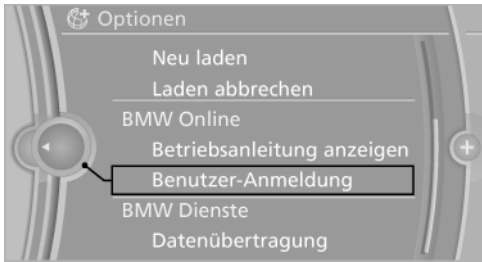 Optionen
Neu laden
Laden abbrechen
BMW Online
Betriebsanleitung anzeigen
Benutzer-Anmeldung
BMW Dienste
Datenübertragung